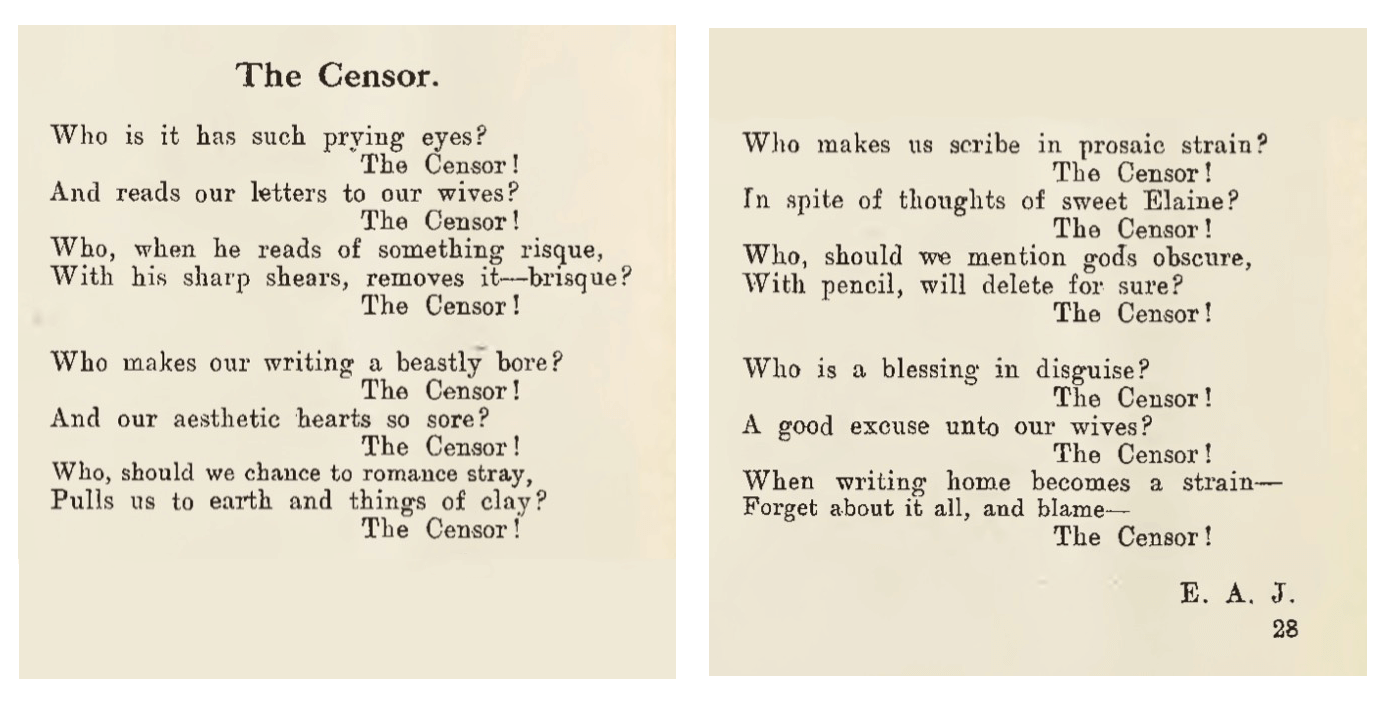 The Censor.
Who is it has such prying eyes?
The Censor!
And reads our letters to our wives?
The Censor!
Who, when he reads of something risque,
With his sharp shears, removes it—brisque?
The Censor!
Who makes our writing a beastly bore?
The Censor!
And our aesthetic hearts so sore?
The Censor!
Who, should we chance to romance stray,
Pulls us to earth and things of clay?
The Censor!
Who makes us scribe in prosaic strain?
The Censor!
In spite of thoughts of sweet Elaine?
The Censor!
Who, should we mention gods obscure,
With pencil, will delete for sure?
The Censor!
Who is a blessing in disguise?
The Censor!
A good excuse unto our wives?
The Censor!
When writing home becomes a strain—
Forget about it all, and blame—
The Censor!
E. A. J.
28